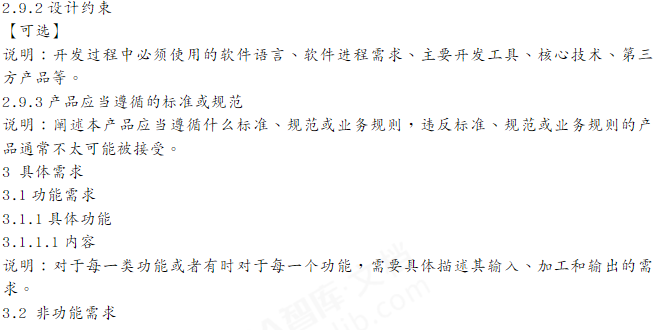 2.9.2 设计约束
【可选】
说明：开发过程中必须使用的软件语言、软件进程需求、主要开发工具、核心技术、第三
方产品等。
2.9.3 产品应当遵循的标准或规范
说明：阐述本产品应当遵循什么标准、规范或业务规则，违反标准、规范或业务规则的产
品通常不太可能被接受。
3 具体需求
3.1 功能需求
3.1.1 具体功能
3.1.1.1 内容
说明：对于每一类功能或者有时对于每一个功能，需要具体描述其输入、加工和输出的需
求。
3.2 非功能需求